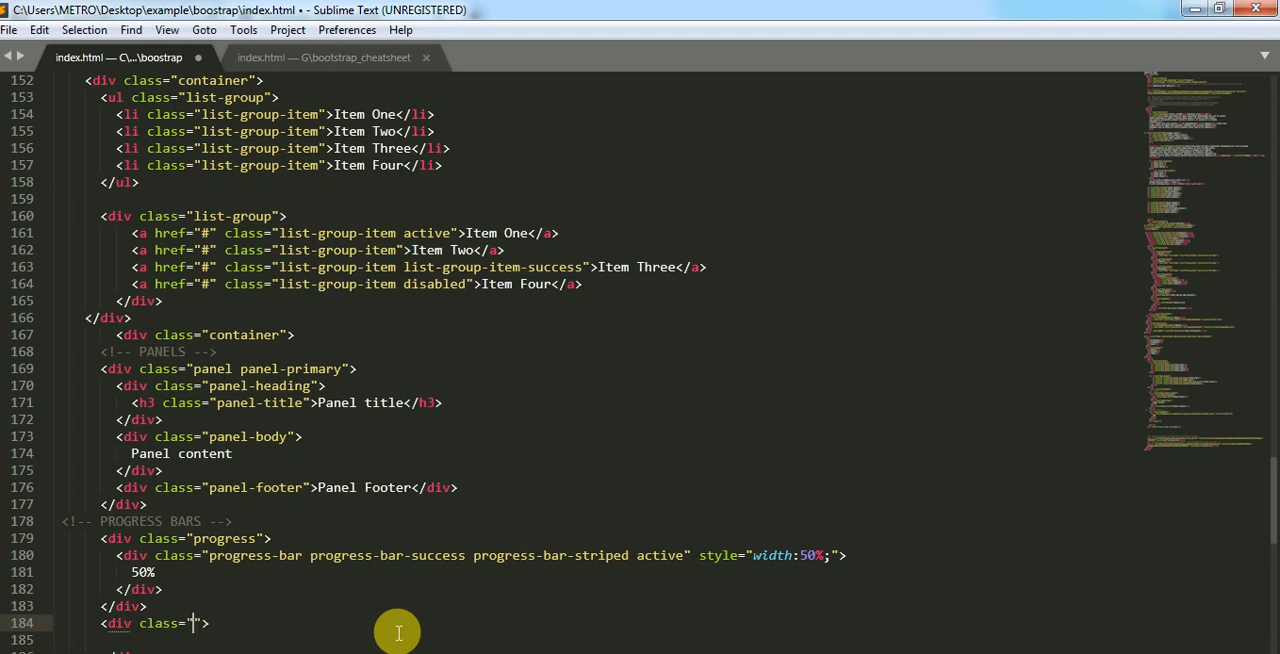 C:\Users\METRO\Desktop\example\boostrap\index.html • - Sublime Text (UNREGISTERED)
File Edit Selection Find View Goto Tools Project Preferences Help
index.html — C\...\boostrap index.html — G\bootstrap_cheatsheet
152 <div class="container">
153 <ul class="list-group">
154 <li class="list-group-item">Item One</li>
155 <li class="list-group-item">Item Two</li>
156 <li class="list-group-item">Item Three</li>
157 <li class="list-group-item">Item Four</li>
158 </ul>
159
160 <div class="list-group">
161 <a href="#" class="list-group-item active">Item One</a>
162 <a href="#" class="list-group-item">Item Two</a>
163 <a href="#" class="list-group-item list-group-item-success">Item Three</a>
164 <a href="#" class="list-group-item disabled">Item Four</a>
165 </div>
166 </div>
167 <div class="container">
168 <!-- PANELS -->
169 <div class="panel panel-primary">
170 <div class="panel-heading">
171 <h3 class="panel-title">Panel title</h3>
172 </div>
173 <div class="panel-body">
174 Panel content
175 </div>
176 <div class="panel-footer">Panel Footer</div>
177 </div>
178 <!-- PROGRESS BARS -->
179 <div class="progress">
180 <div class="progress-bar progress-bar-success progress-bar-striped active" style="width:50%;">
181 50%
182 </div>
183 </div>
184 <div class="">
185